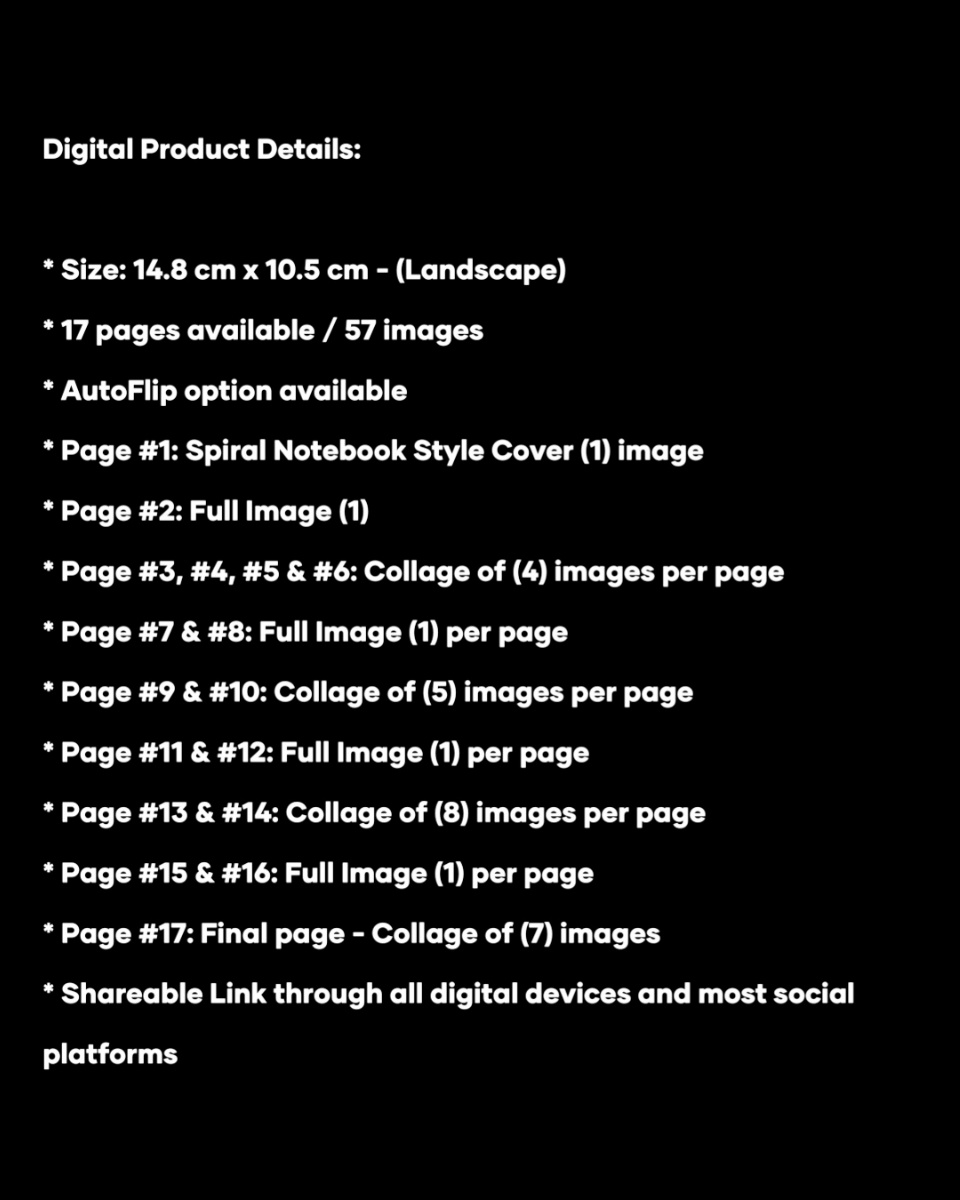 Digital Product Details:
* Size: 14.8 cm x 10.5 cm - (Landscape)
* 17 pages available / 57 images
* AutoFlip option available
* Page #1: Spiral Notebook Style Cover (1) image
* Page #2: Full Image (1)
* Page #3, #4, #5 & #6: Collage of (4) images per page
* Page #7 & #8: Full Image (1) per page
* Page #9 & #10: Collage of (5) images per page
* Page #11 & #12: Full Image (1) per page
* Page #13 & #14: Collage of (8) images per page
* Page #15 & #16: Full Image (1) per page
* Page #17: Final page - Collage of (7) images
* Shareable Link through all digital devices and most social
platforms